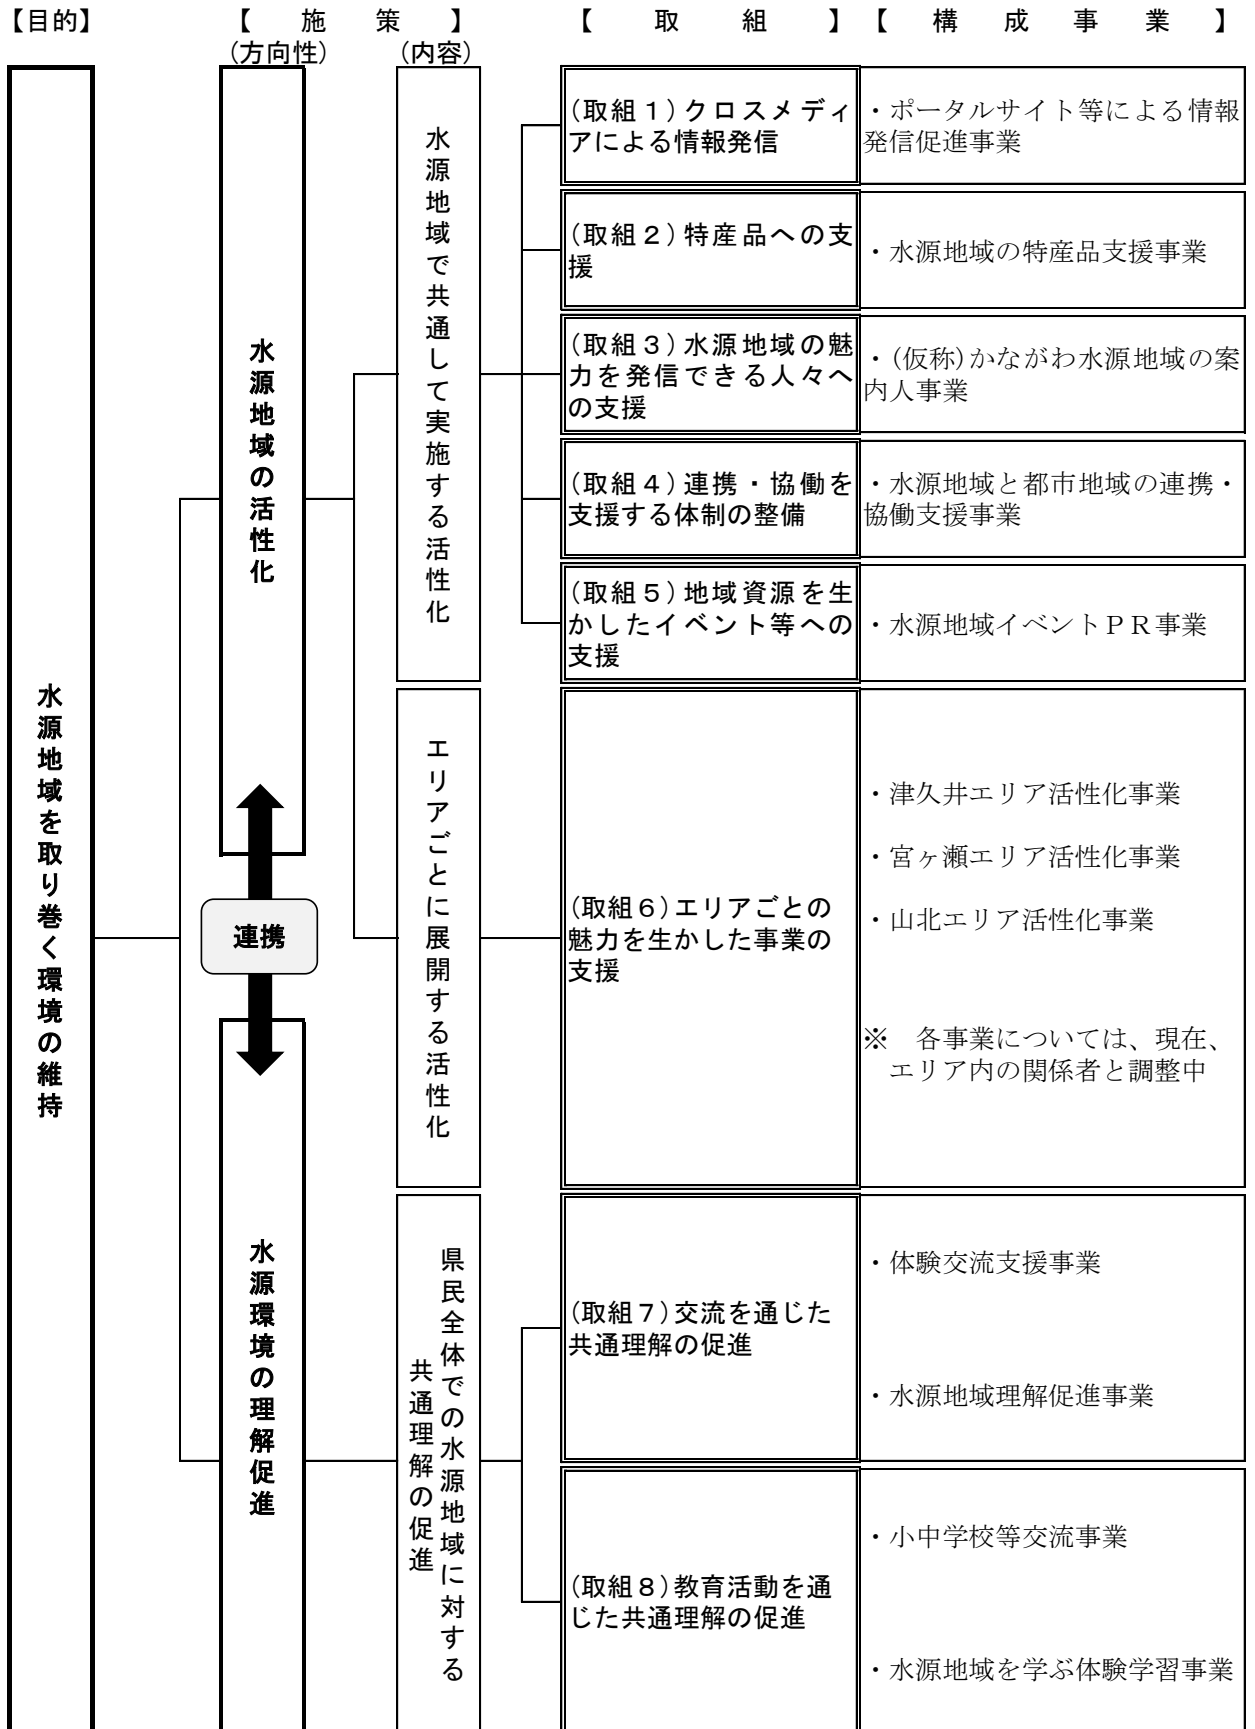 【目的】 【　施　策　】 【　取　組　】 【　構　成　事　業　】
(方向性) (内容)
水源地域を取り巻く環境の維持
水源地域の活性化
連携
水源環境の理解促進
水源地域で共通して実施する活性化
エリアごとに展開する活性化
県民全体での水源地域に対する
共通理解の促進
(取組１)クロスメディ
アによる情報発信
・ポータルサイト等による情報
発信促進事業
(取組２)特産品への支
援
・水源地域の特産品支援事業
(取組３)水源地域の魅
力を発信できる人々へ
の支援
・(仮称)かながわ水源地域の案
内人事業
(取組４)連携・協働を
支援する体制の整備
・水源地域と都市地域の連携・
協働支援事業
(取組５)地域資源を生
かしたイベント等への
支援
・水源地域イベントＰＲ事業
(取組６)エリアごとの
魅力を生かした事業の
支援
・津久井エリア活性化事業
・宮ヶ瀬エリア活性化事業
・山北エリア活性化事業
※　各事業については、現在、
エリア内の関係者と調整中
(取組７)交流を通じた
共通理解の促進
・体験交流支援事業
・水源地域理解促進事業
(取組８)教育活動を通
じた共通理解の促進
・小中学校等交流事業
・水源地域を学ぶ体験学習事業